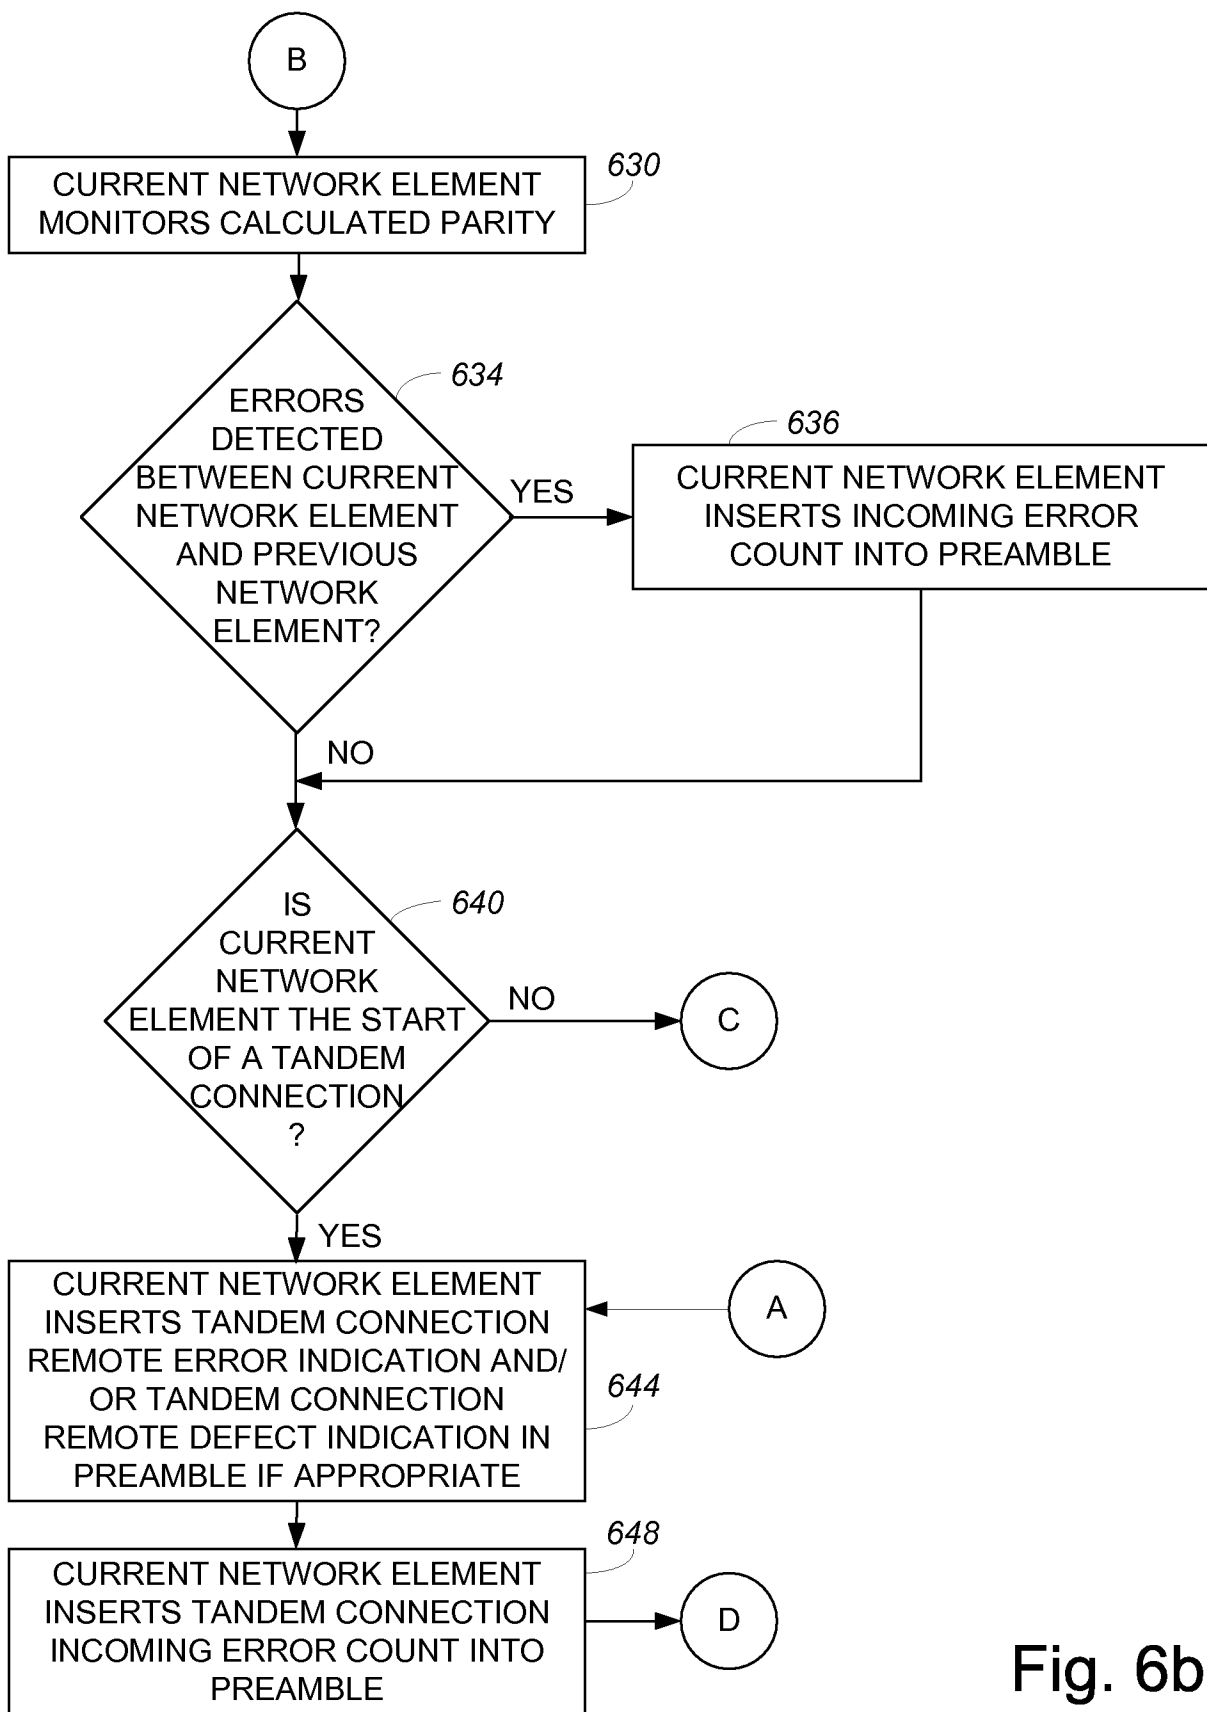 B
CURRENT NETWORK ELEMENT
MONITORS CALCULATED PARITY
630
ERRORS
DETECTED
BETWEEN CURRENT
NETWORK ELEMENT
AND PREVIOUS
NETWORK
ELEMENT?
634
YES
636
CURRENT NETWORK ELEMENT
INSERTS INCOMING ERROR
COUNT INTO PREAMBLE
NO
IS
CURRENT
NETWORK
ELEMENT THE START
OF A TANDEM
CONNECTION
?
640
NO
C
YES
CURRENT NETWORK ELEMENT
INSERTS TANDEM CONNECTION
REMOTE ERROR INDICATION AND/
OR TANDEM CONNECTION
REMOTE DEFECT INDICATION IN
PREAMBLE IF APPROPRIATE
A
644
648
CURRENT NETWORK ELEMENT
INSERTS TANDEM CONNECTION
INCOMING ERROR COUNT INTO
PREAMBLE
D
Fig. 6b